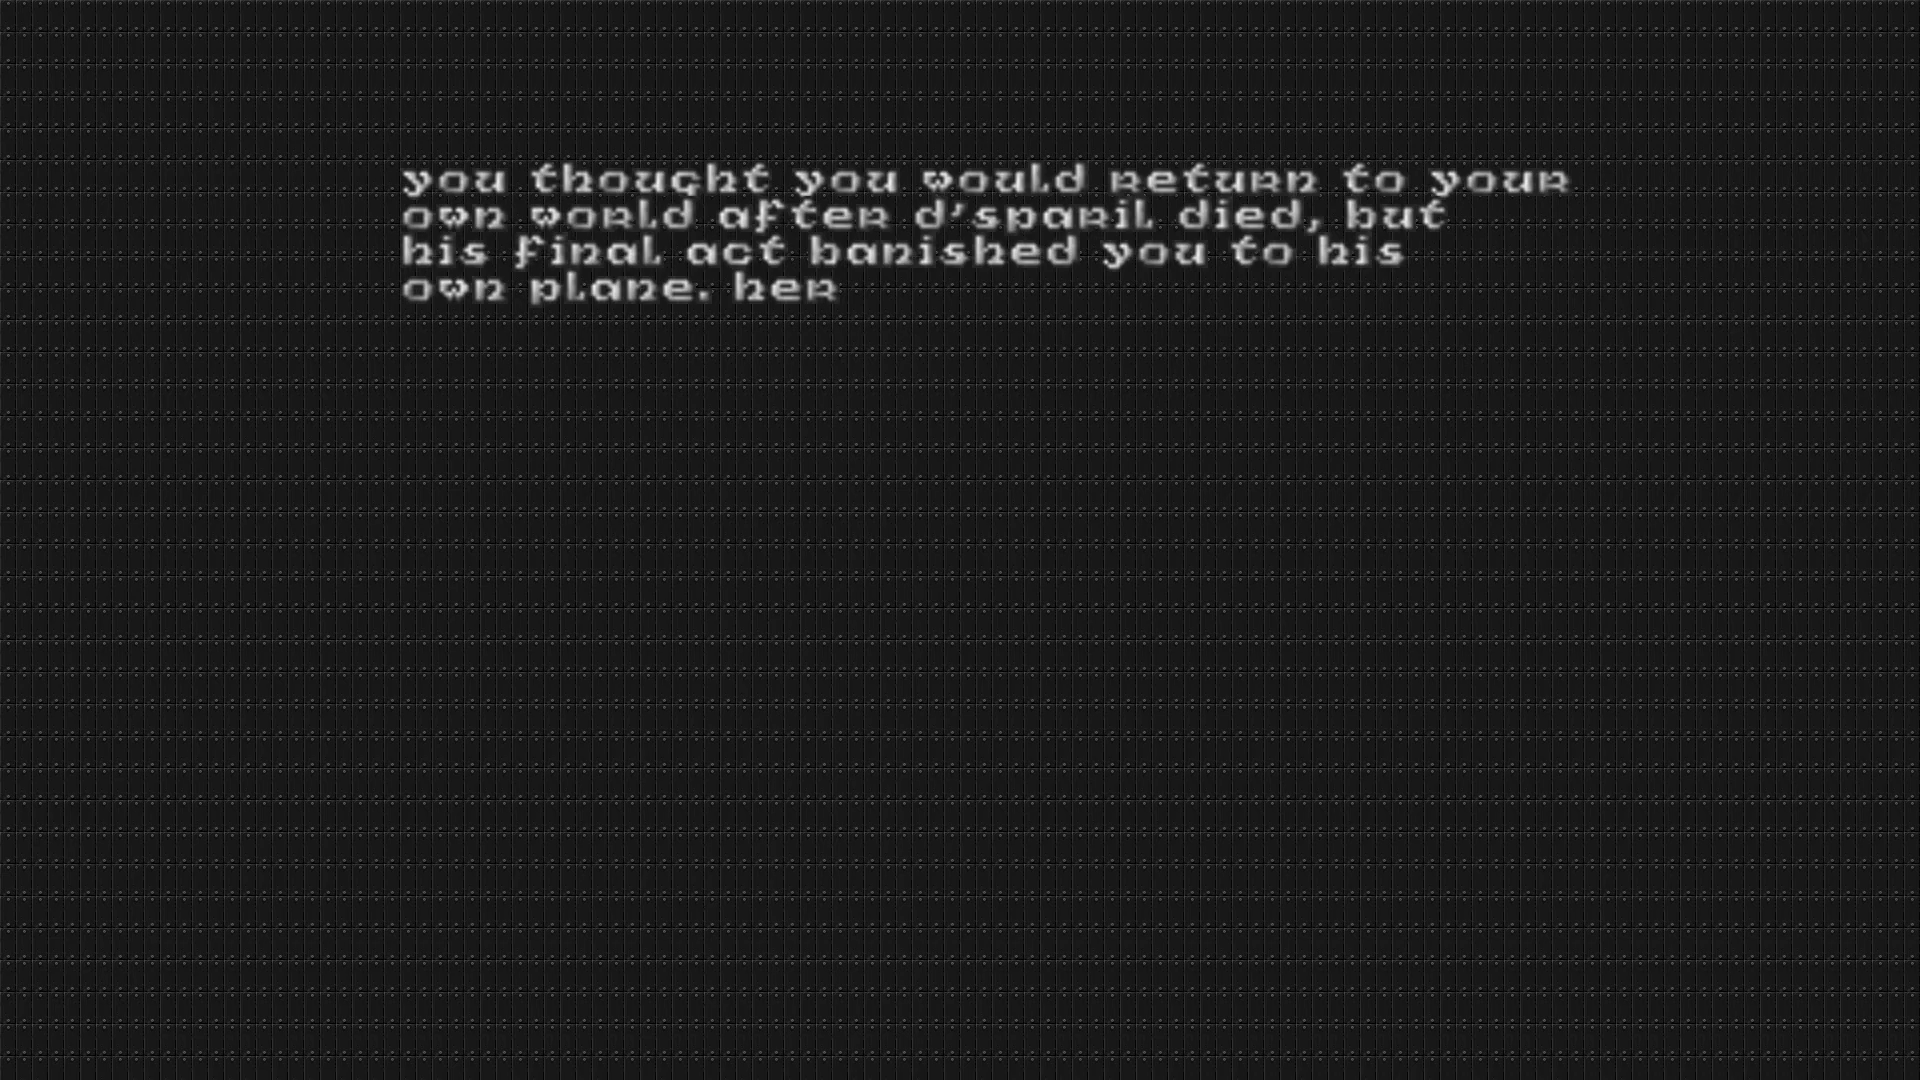 you thought you would return to your
own world after d'sparil died, but
his final act banished you to his
own plane. her